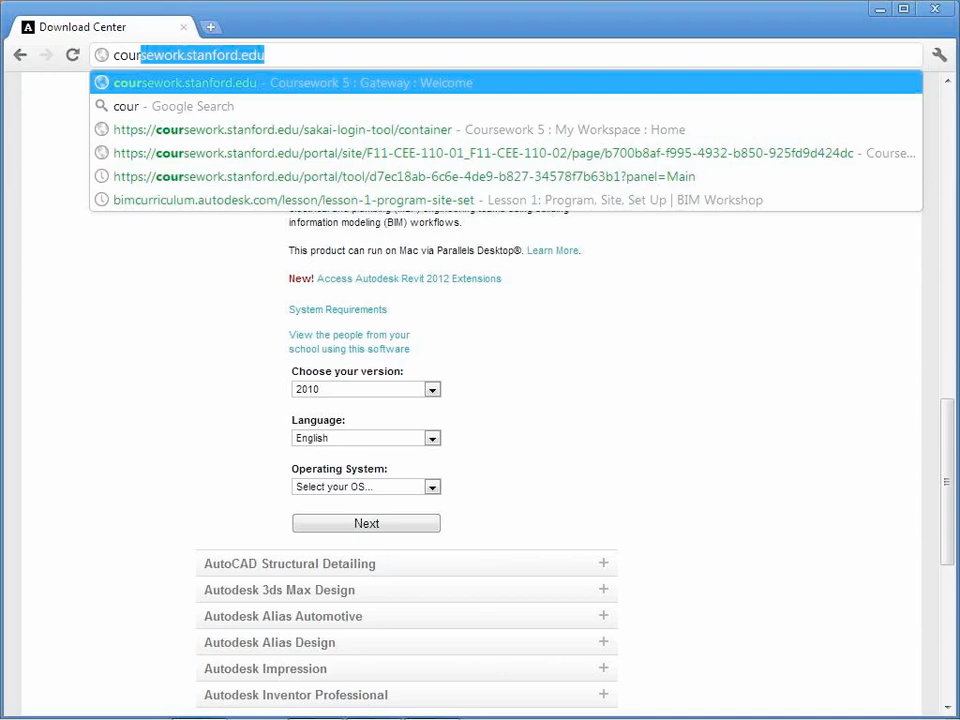 Download Center
coursework.stanford.edu
coursework.stanford.edu - Coursework 5 : Gateway : Welcome
cour - Google Search
https://coursework.stanford.edu/sakai-login-tool/container - Coursework 5 : My Workspace : Home
https://coursework.stanford.edu/portal/site/F11-CEE-110-01_F11-CEE-110-02/page/b700b8af-f995-4932-b850-925fd9d424dc - Course...
https://coursework.stanford.edu/portal/tool/d7ec18ab-6c6e-4de9-b827-34578f7b63b1?panel=Main
bimcurriculum.autodesk.com/lesson/lesson-1-program-site-set - Lesson 1: Program, Site, Set Up | BIM Workshop
information modeling (BIM) workflows.
This product can run on Mac via Parallels Desktop®. Learn More.
New! Access Autodesk Revit 2012 Extensions
System Requirements
View the people from your
school using this software
Choose your version:
2010
Language:
English
Operating System:
Select your OS...
Next
AutoCAD Structural Detailing
Autodesk 3ds Max Design
Autodesk Alias Automotive
Autodesk Alias Design
Autodesk Impression
Autodesk Inventor Professional